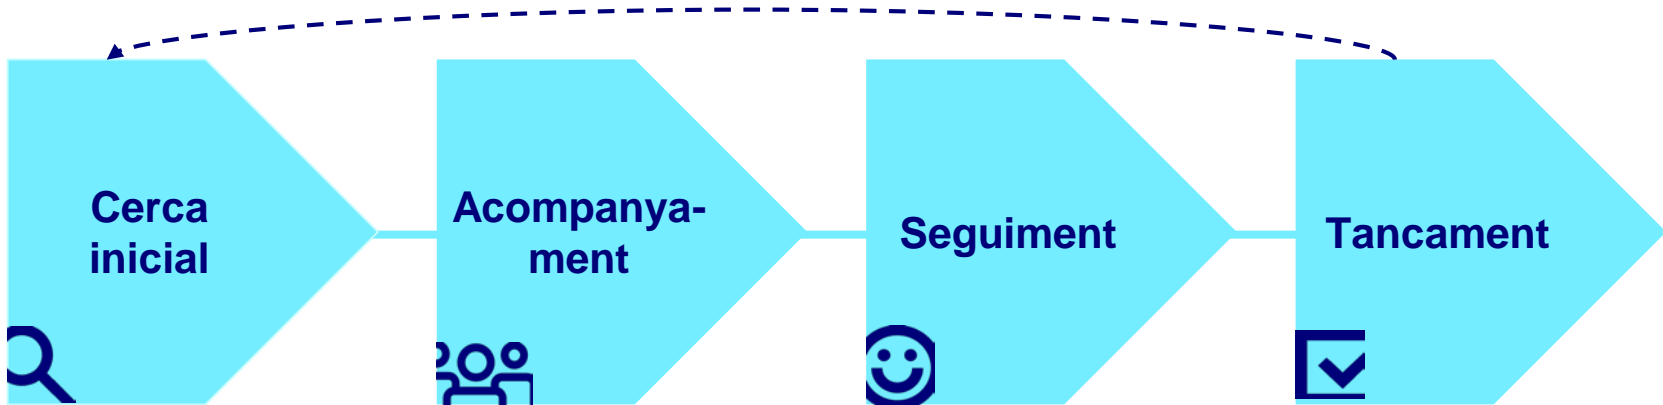 Cerca
inicial
Acompanya-
ment
Seguiment
Tancament